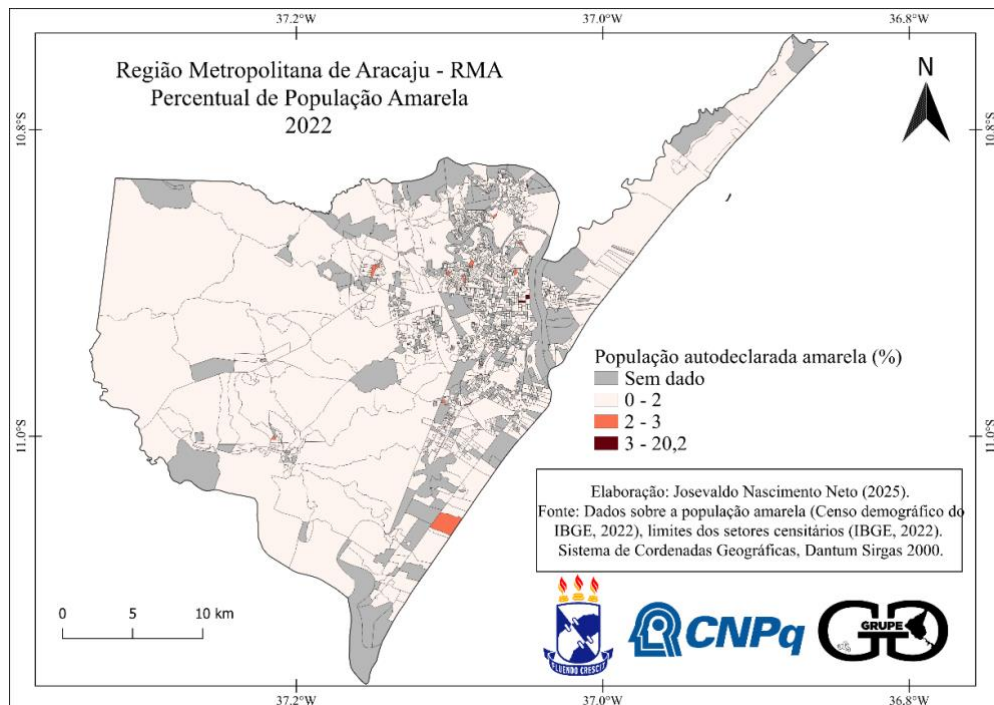 37.2°W 37.0°W 36.8°W
Região Metropolitana de Aracaju - RMA
Percentual de População Amarela
2022
N
10.8°S 10.8°S
População autodeclarada amarela (%)
Sem dado
0 - 2
2 - 3
3 - 20,2
11.0°S 11.0°S
Elaboração: Josevaldo Nascimento Neto (2025).
Fonte: Dados sobre a população amarela (Censo demográfico do
IBGE, 2022), limites dos setores censitários (IBGE, 2022).
Sistema de Cordenadas Geográficas, Dantum Sirgas 2000.
0 5 10 km
CNPq
GRUPE
FLUENDO CRESCIT
37.2°W 37.0°W 36.8°W